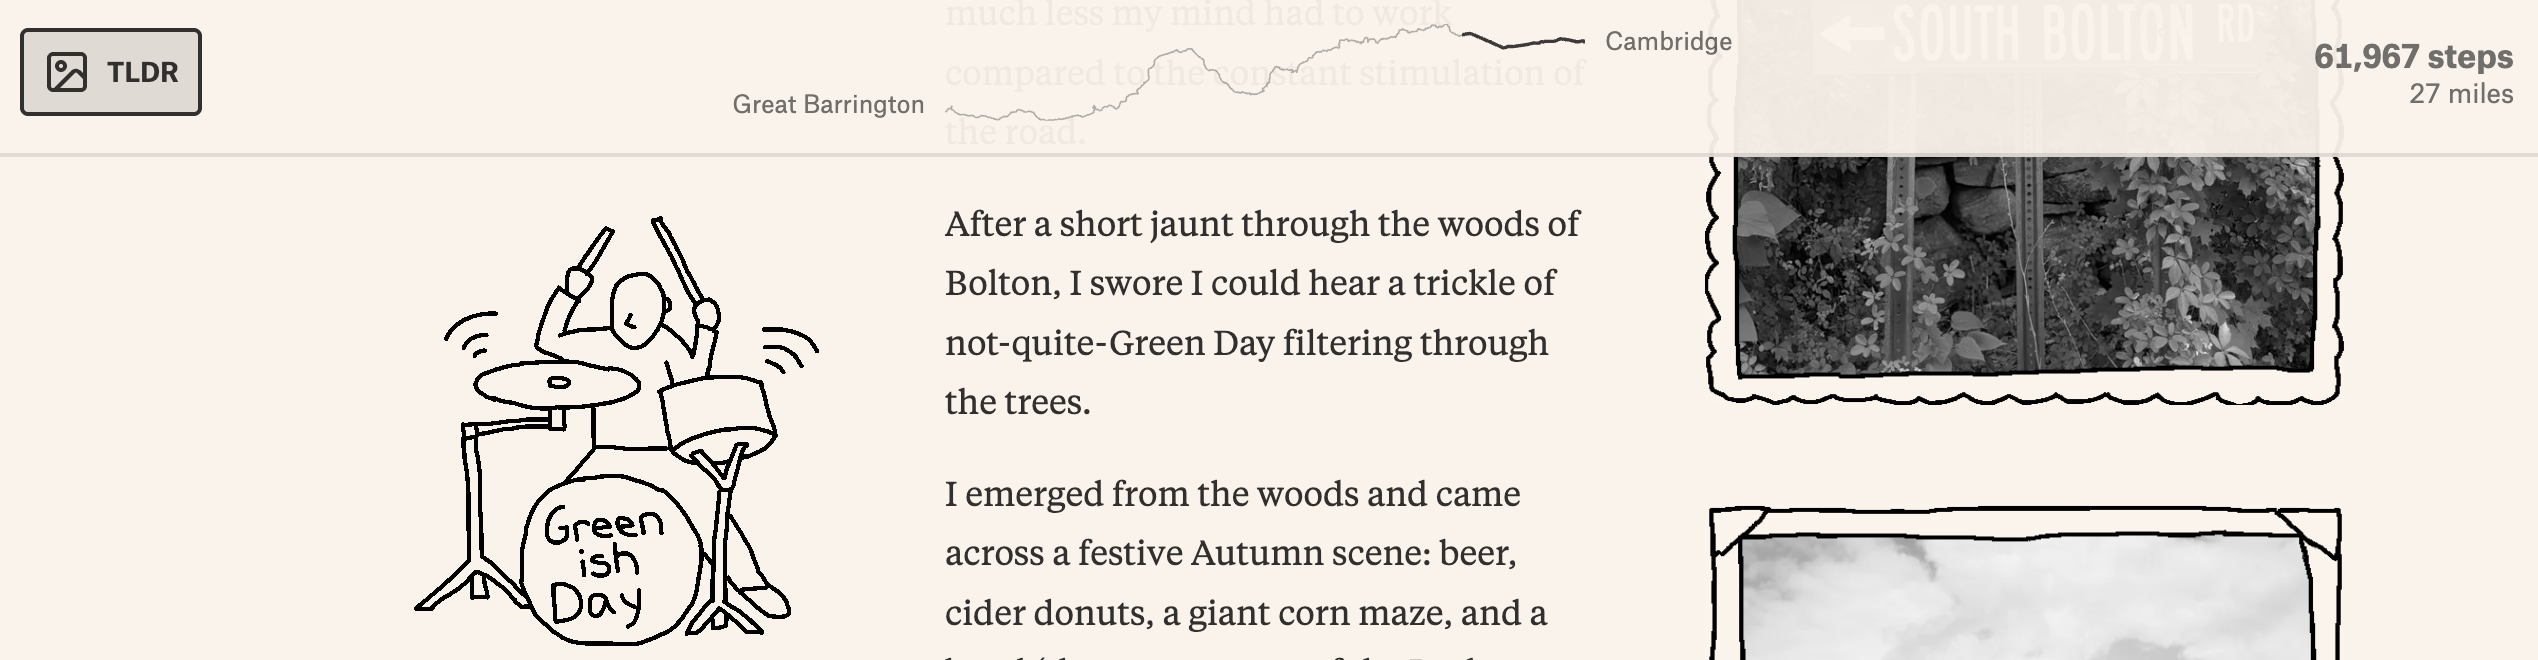 TLDR
Great Barrington
Cambridge
61,967 steps
27 miles
much less my mind had to work
compared to the constant stimulation of
the road.
SOUTH BOLTON RD
After a short jaunt through the woods of
Bolton, I swore I could hear a trickle of
not-quite-Green Day filtering through
the trees.
Green
ish
Day
I emerged from the woods and came
across a festive Autumn scene: beer,
cider donuts, a giant corn maze, and a